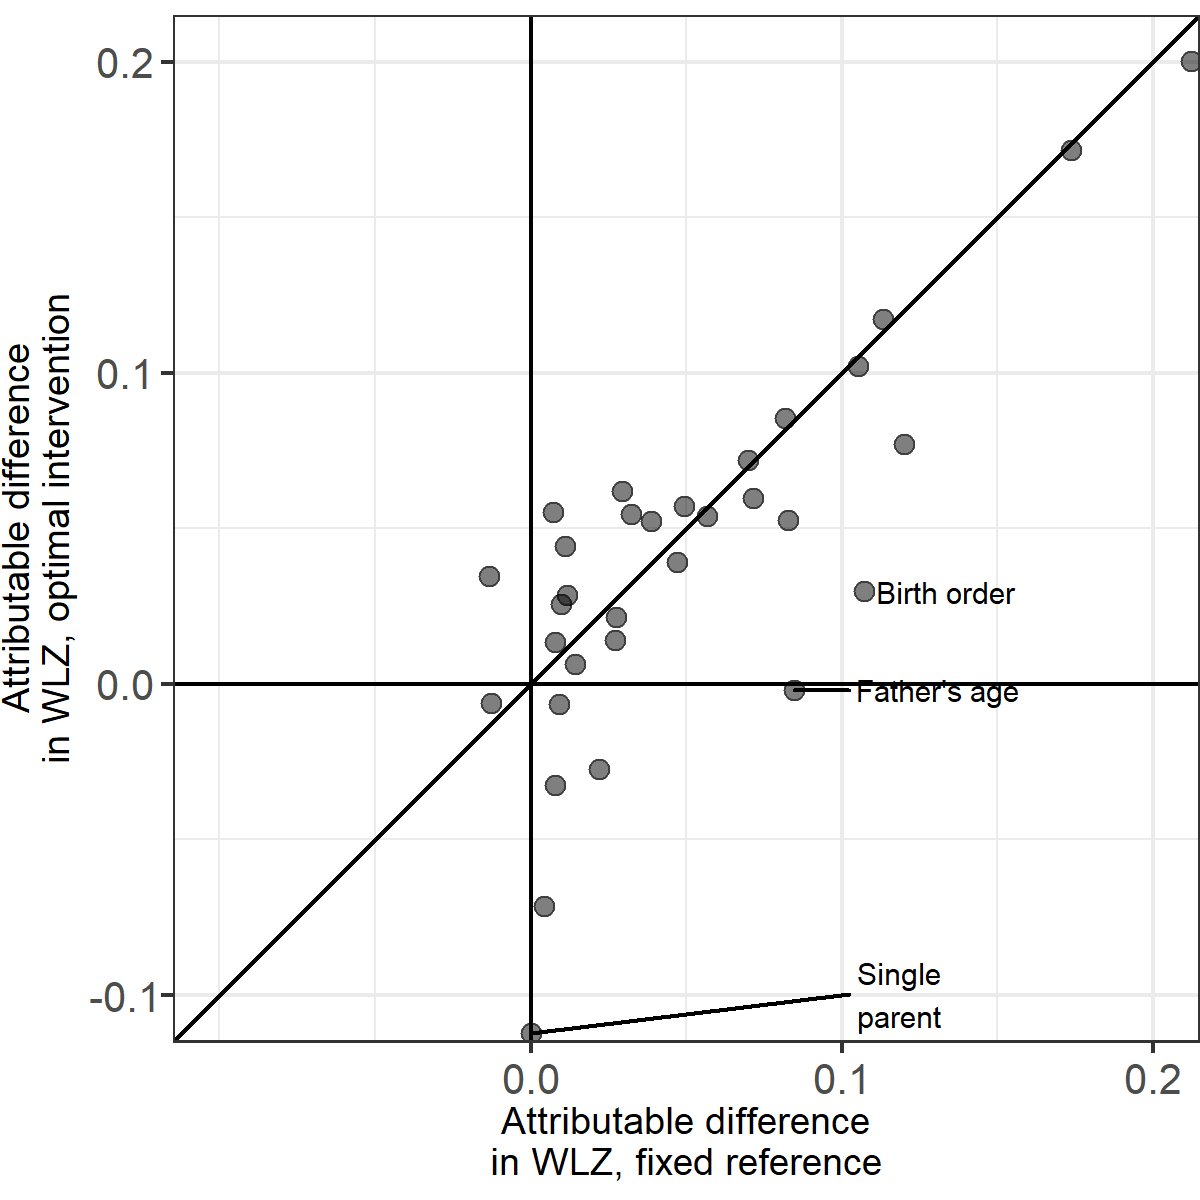 Attributable difference
in WLZ, optimal intervention
0.2
0.1
0.0
-0.1
Birth order
Father's age
Single
parent
0.0
0.1
0.2
Attributable difference
in WLZ, fixed reference